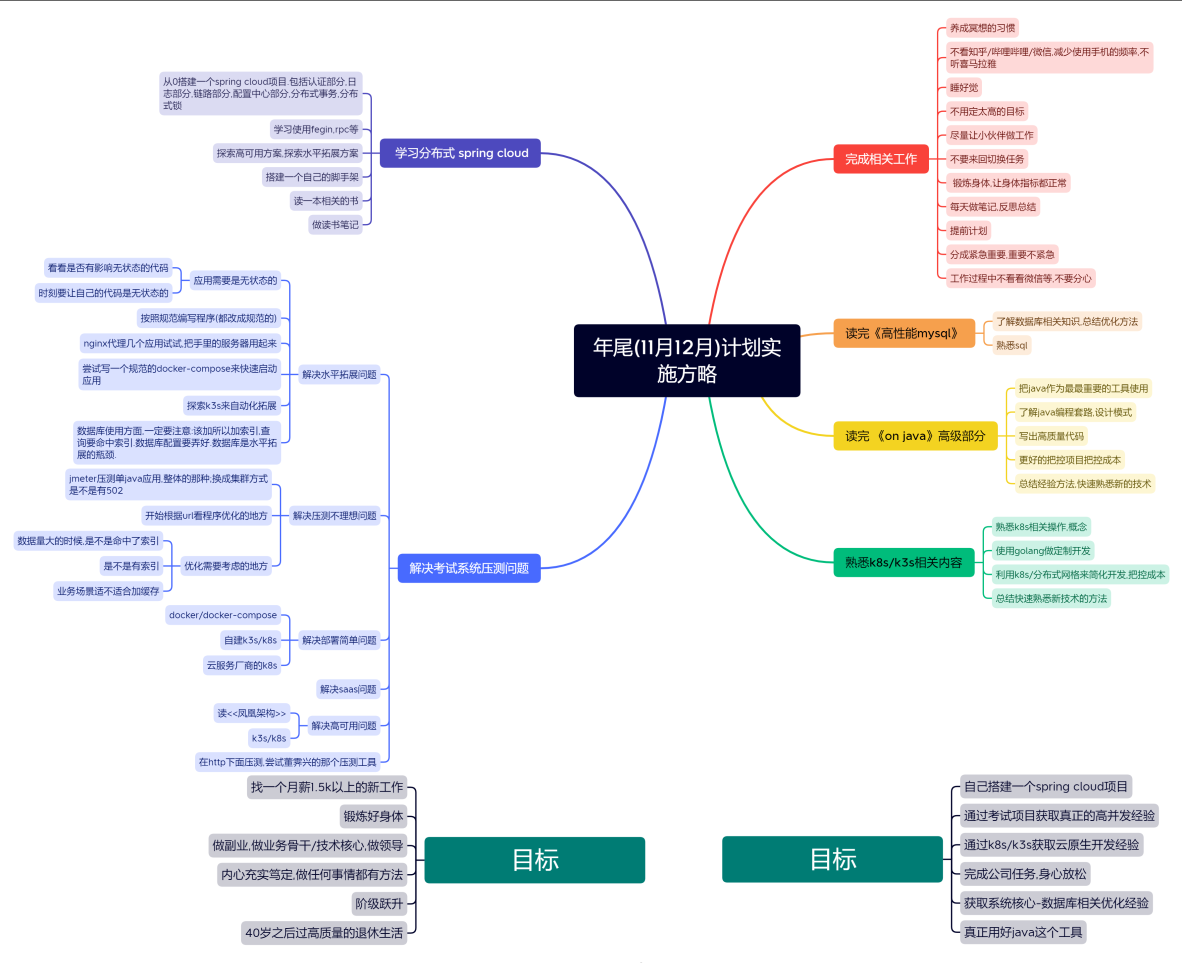 年尾(11月12月)计划实
施方略
学习分布式 spring cloud
从0搭建一个spring cloud项目.包括认证部分,日
志部分,链路部分,配置中心部分,分布式事务,分布
式锁
学习使用fegin,rpc等
探索高可用方案,探索水平拓展方案
搭建一个自己的脚手架
读一本相关的书
做读书笔记
解决考试系统压测问题
解决水平拓展问题
应用需要是无状态的
看看是否有影响无状态的代码
时刻要让自己的代码是无状态的
按照规范编写程序(都改成规范的)
nginx代理几个应用试试,把手里的服务器用起来
尝试写一个规范的docker-compose来快速启动
应用
探索k3s来自动化拓展
数据库使用方面.一定要注意:该加所以加索引,查
询要命中索引.数据库配置要弄好.数据库是水平拓
展的瓶颈.
解决压测不理想问题
jmeter压测单java应用.整体的那种;换成集群方式
是不是有502
开始根据url看程序优化的地方
优化需要考虑的地方
数据量大的时候,是不是命中了索引
是不是有索引
业务场景适不适合加缓存
解决部署简单问题
docker/docker-compose
自建k3s/k8s
云服务厂商的k8s
解决saas问题
解决高可用问题
读<<凤凰架构>>
k3s/k8s
在http下面压测,尝试董霁兴的那个压测工具
完成相关工作
养成冥想的习惯
不看知乎/哔哩哔哩/微信,减少使用手机的频率,不
听喜马拉雅
睡好觉
不用定太高的目标
尽量让小伙伴做工作
不要来回切换任务
锻炼身体,让身体指标都正常
每天做笔记,反思总结
提前计划
分成紧急重要,重要不紧急
工作过程中不看看微信等,不要分心
读完《高性能mysql》
了解数据库相关知识,总结优化方法
熟悉sql
读完 《on java》高级部分
把java作为最最重要的工具使用
了解java编程套路,设计模式
写出高质量代码
更好的把控项目把控成本
总结经验方法,快速熟悉新的技术
熟悉k8s/k3s相关内容
熟悉k8s相关操作,概念
使用golang做定制开发
利用k8s/分布式网格来简化开发,把控成本
总结快速熟悉新技术的方法
目标
找一个月薪1.5k以上的新工作
锻炼好身体
做副业,做业务骨干/技术核心,做领导
内心充实笃定,做任何事情都有方法
阶级跃升
40岁之后过高质量的退休生活
目标
自己搭建一个spring cloud项目
通过考试项目获取真正的高并发经验
通过k8s/k3s获取云原生开发经验
完成公司任务,身心放松
获取系统核心-数据库相关优化经验
真正用好java这个工具